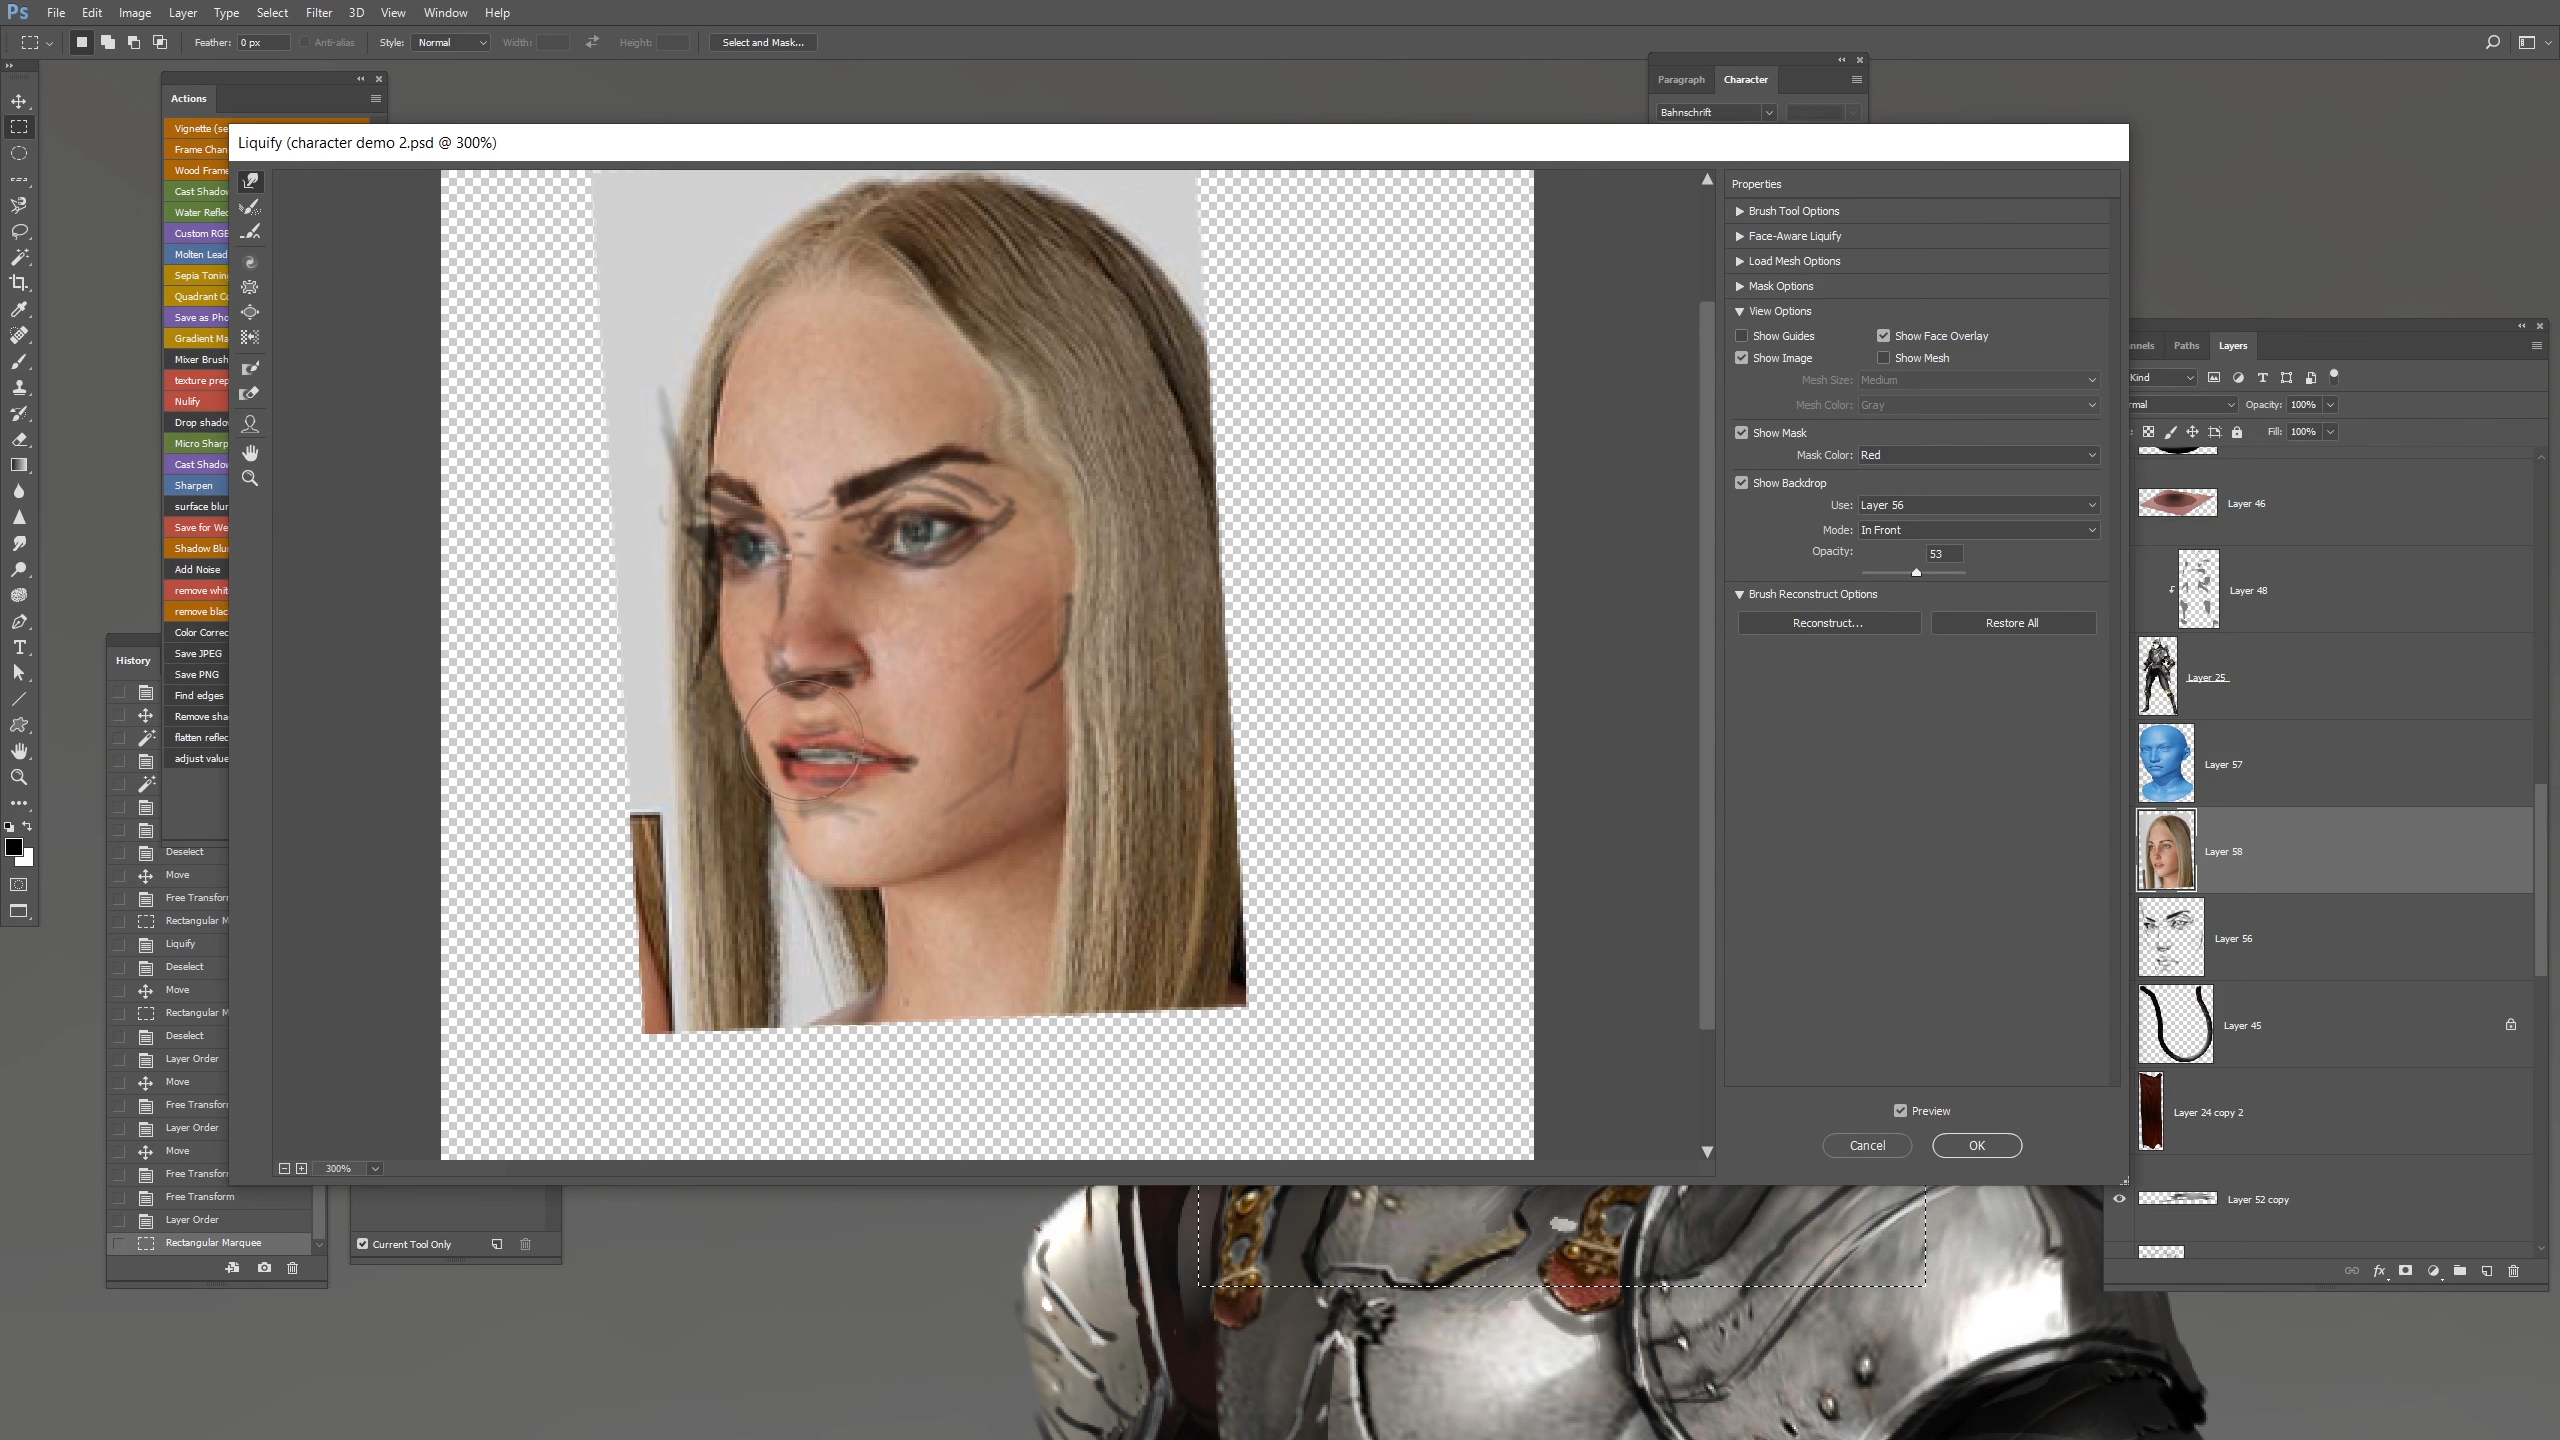 Ps File Edit Image Layer Type Select Filter 3D View Window Help
Feather: 0 px Anti-alias Style: Normal Width: Height: Select and Mask...
Actions
Vignette (se
Frame Chan
Wood Frame
Cast Shadov
Water Reflec
Custom RGB
Molten Lead
Sepia Tonin
Quadrant Co
Save as Pho
Gradient Ma
Mixer Brush
texture prep
Nulify
Drop shado
Micro Sharp
Cast Shadov
Sharpen
surface blur
Save for We
Shadow Blu
Add Noise
remove whit
remove blac
Color Correc
Save JPEG
Save PNG
Find edges
Remove sha
flatten reflec
adjust value
History
Deselect
Move
Free Transforr
Rectangular M
Liquify
Deselect
Move
Rectangular M
Deselect
Layer Order
Move
Free Transforr
Layer Order
Move
Free Transforr
Free Transform
Layer Order
Rectangular Marquee
Current Tool Only
Paragraph Character
Bahnschrift
Liquify (character demo 2.psd @ 300%)
300%
Properties
Brush Tool Options
Face-Aware Liquify
Load Mesh Options
Mask Options
View Options
Show Guides Show Face Overlay
Show Image Show Mesh
Mesh Size: Medium
Mesh Color: Gray
Show Mask
Mask Color: Red
Show Backdrop
Use: Layer 56
Mode: In Front
Opacity: 53
Brush Reconstruct Options
Reconstruct... Restore All
Preview
Cancel OK
nnels Paths Layers
Kind
rmal Opacity: 100%
Fill: 100%
Layer 46
Layer 48
Layer 25
Layer 57
Layer 58
Layer 56
Layer 45
Layer 24 copy 2
Layer 52 copy
fx